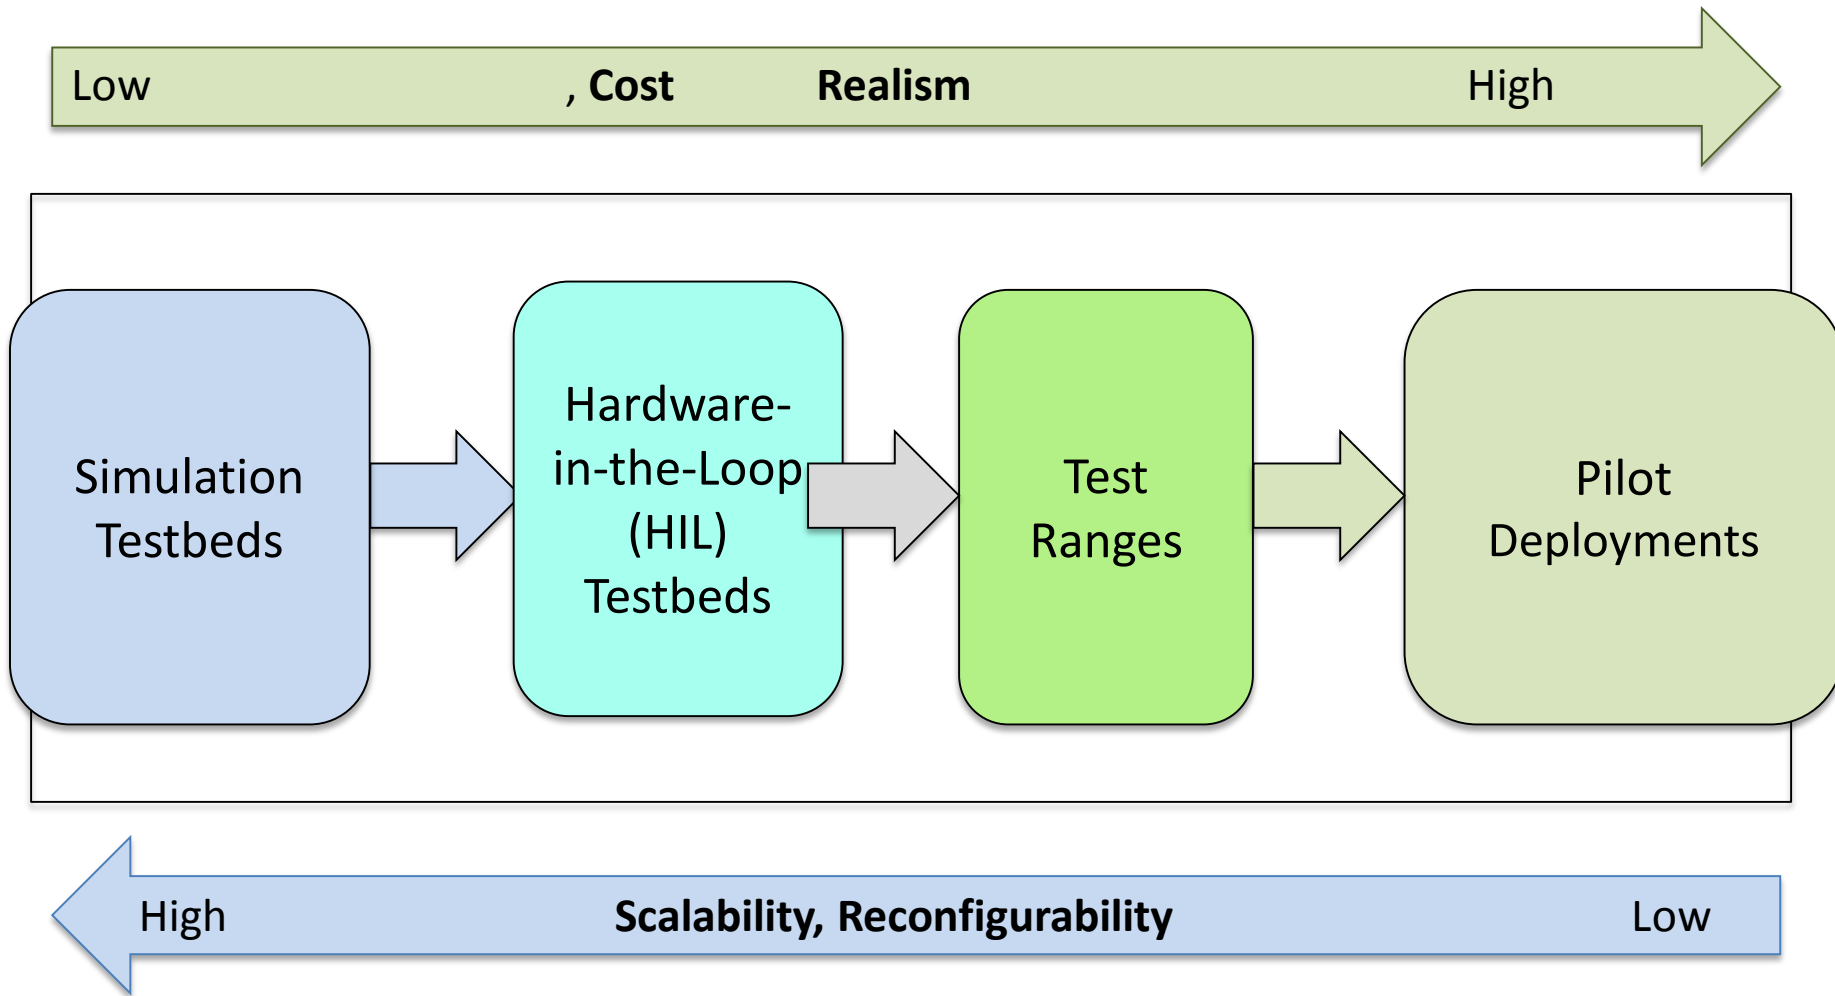 Low , Cost Realism High
Simulation
Testbeds
Hardware-
in-the-Loop
(HIL)
Testbeds
Test
Ranges
Pilot
Deployments
High Scalability, Reconfigurability Low